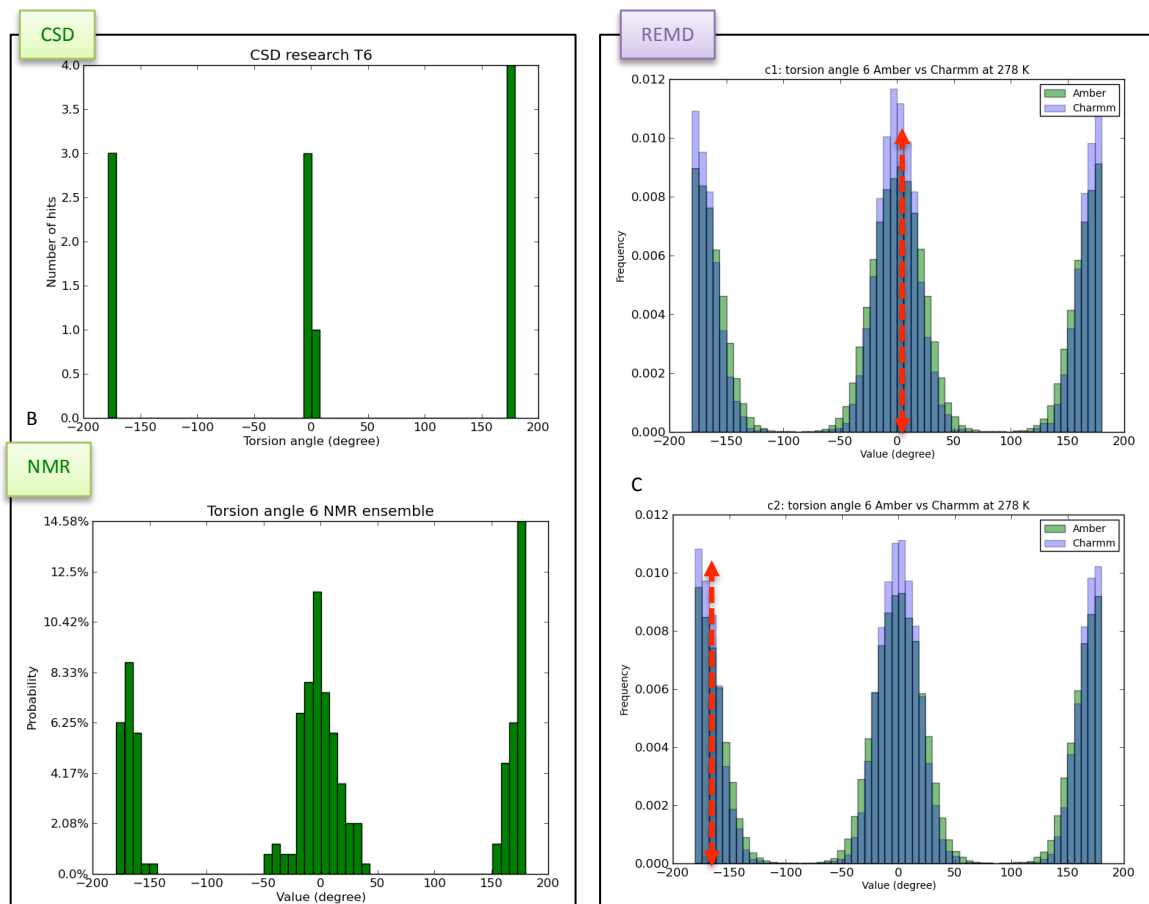 CSD
CSD research T6
4.0
3.5
3.0
2.5
2.0
1.5
1.0
0.5
0.0
Number of hits
−200 −150 −100 −50 0 50 100 150 200
Torsion angle (degree)
B
NMR
Torsion angle 6 NMR ensemble
14.58%
12.5%
10.42%
8.33%
6.25%
4.17%
2.08%
0.0%
Probability
−200 −150 −100 −50 0 50 100 150 200
Value (degree)
REMD
c1: torsion angle 6 Amber vs Charmm at 278 K
Amber
Charmm
0.012
0.010
0.008
0.006
0.004
0.002
0.000
Frequency
−200 −150 −100 −50 0 50 100 150 200
Value (degree)
C
c2: torsion angle 6 Amber vs Charmm at 278 K
Amber
Charmm
0.012
0.010
0.008
0.006
0.004
0.002
0.000
Frequency
−200 −150 −100 −50 0 50 100 150 200
Value (degree)